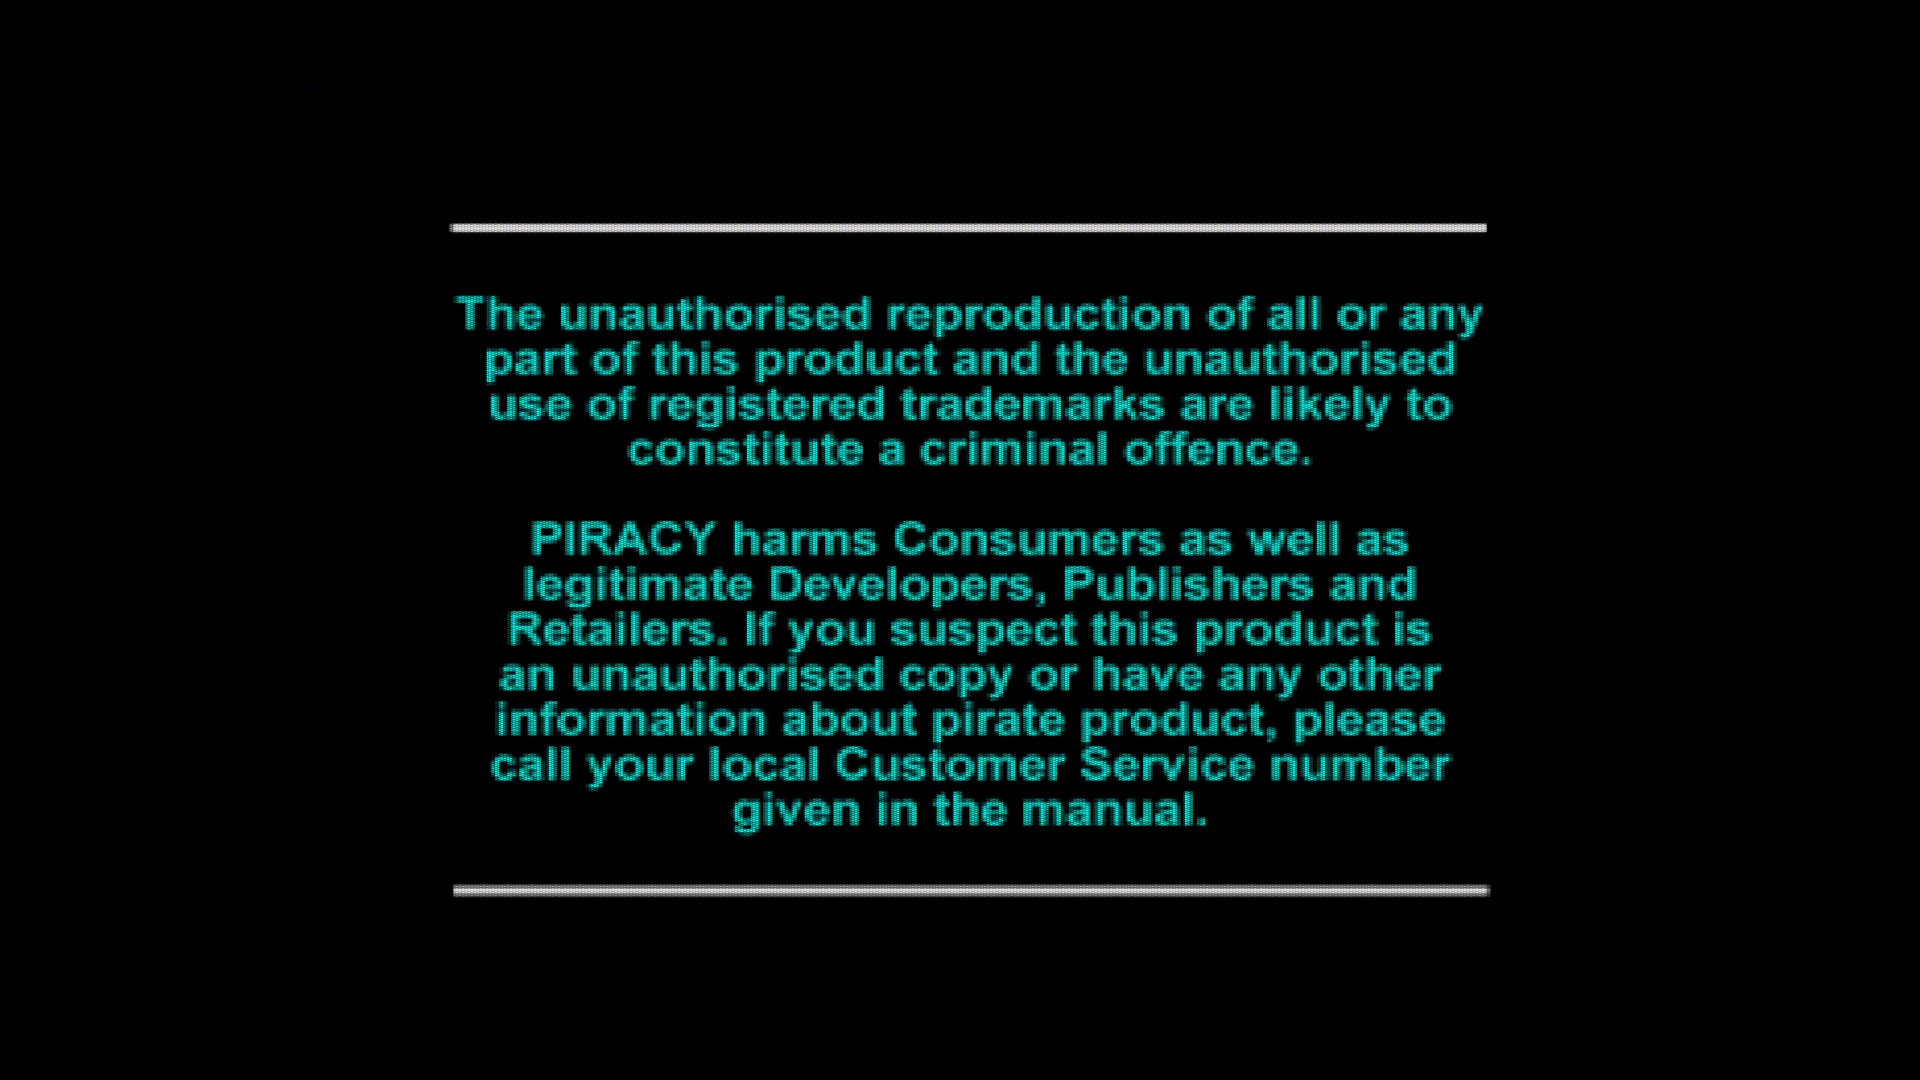 The unauthorised reproduction of all or any
part of this product and the unauthorised
use of registered trademarks are likely to
constitute a criminal offence.
PIRACY harms Consumers as well as
legitimate Developers, Publishers and
Retailers. If you suspect this product is
an unauthorised copy or have any other
information about pirate product, please
call your local Customer Service number
given in the manual.